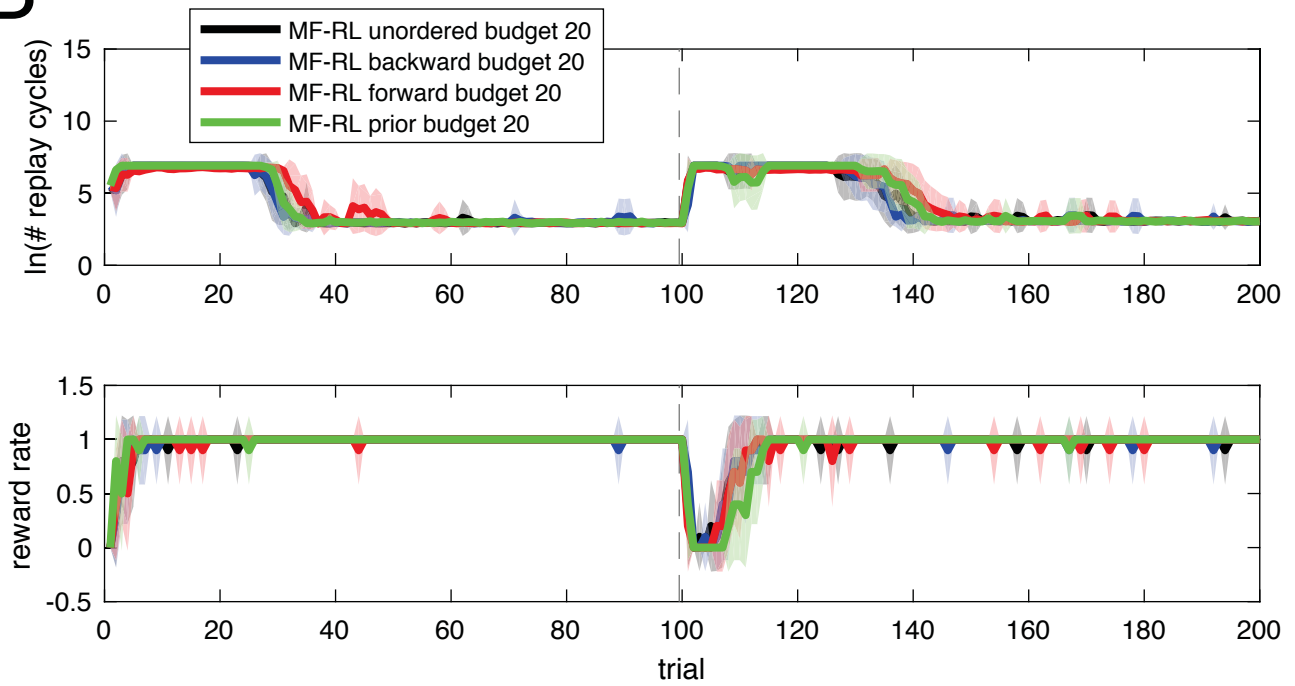 MF-RL unordered budget 20
MF-RL backward budget 20
MF-RL forward budget 20
MF-RL prior budget 20
ln(# replay cycles)
15
10
5
0
0 20 40 60 80 100 120 140 160 180 200
reward rate
1.5
1
0.5
0
-0.5
0 20 40 60 80 100 120 140 160 180 200
trial